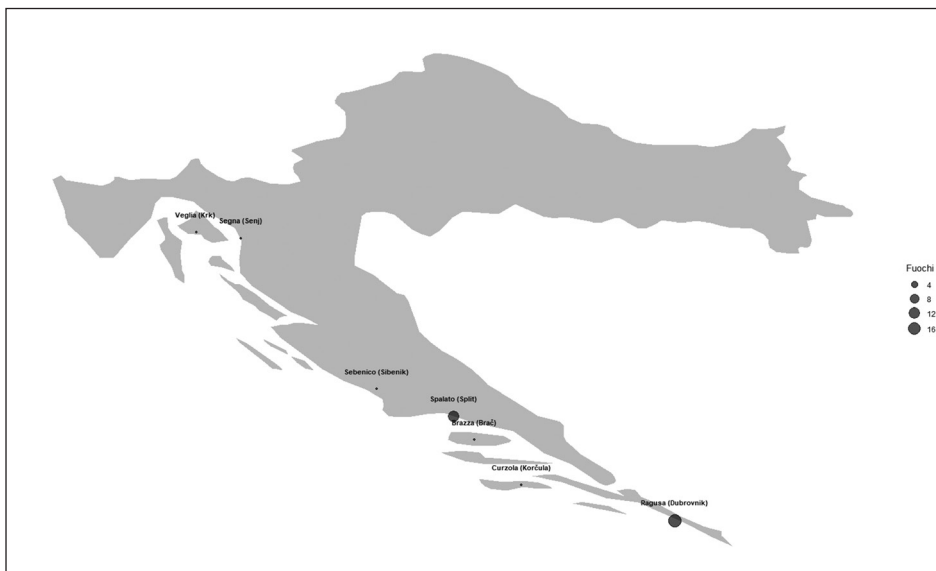 Veglia (Krk)
Segna (Senj)
Fuochi
4
8
12
16
Sebenico (Sibenik)
Spalato (Split)
Brazza (Brač)
Curzola (Korčula)
Ragusa (Dubrovnik)